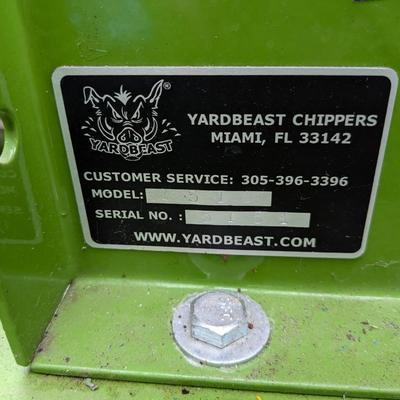 ®
YARDBEAST
YARDBEAST CHIPPERS
MIAMI, FL 33142
CUSTOMER SERVICE: 305-396-3396
MODEL:
SERIAL NO. :
WWW.YARDBEAST.COM